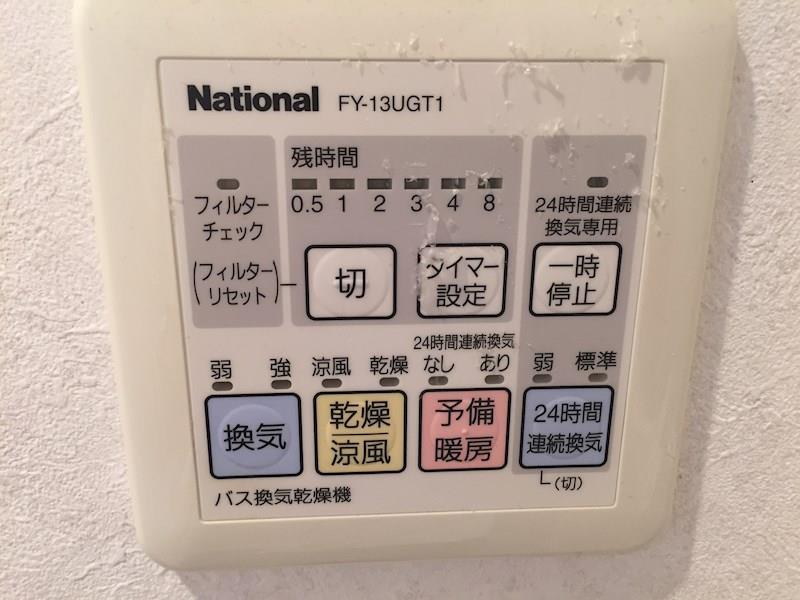 National FY-13UGT1
残時間
0.5 1 2 3 4 8
フィルター
チェック
24時間連続
換気専用
(フィルター
リセット)
切
タイマー
設定
一時
停止
24時間連続換気
弱 強 涼風 乾燥 なし あり 弱 標準
換気
乾燥
涼風
予備
暖房
24時間
連続換気
(切)
バス換気乾燥機